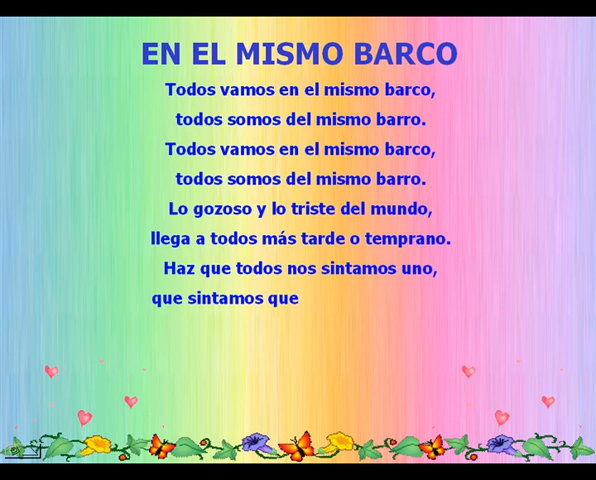 EN EL MISMO BARCO
Todos vamos en el mismo barco,
todos somos del mismo barro.
Todos vamos en el mismo barco,
todos somos del mismo barro.
Lo gozoso y lo triste del mundo,
llega a todos más tarde o temprano.
Haz que todos nos sintamos uno,
que sintamos que